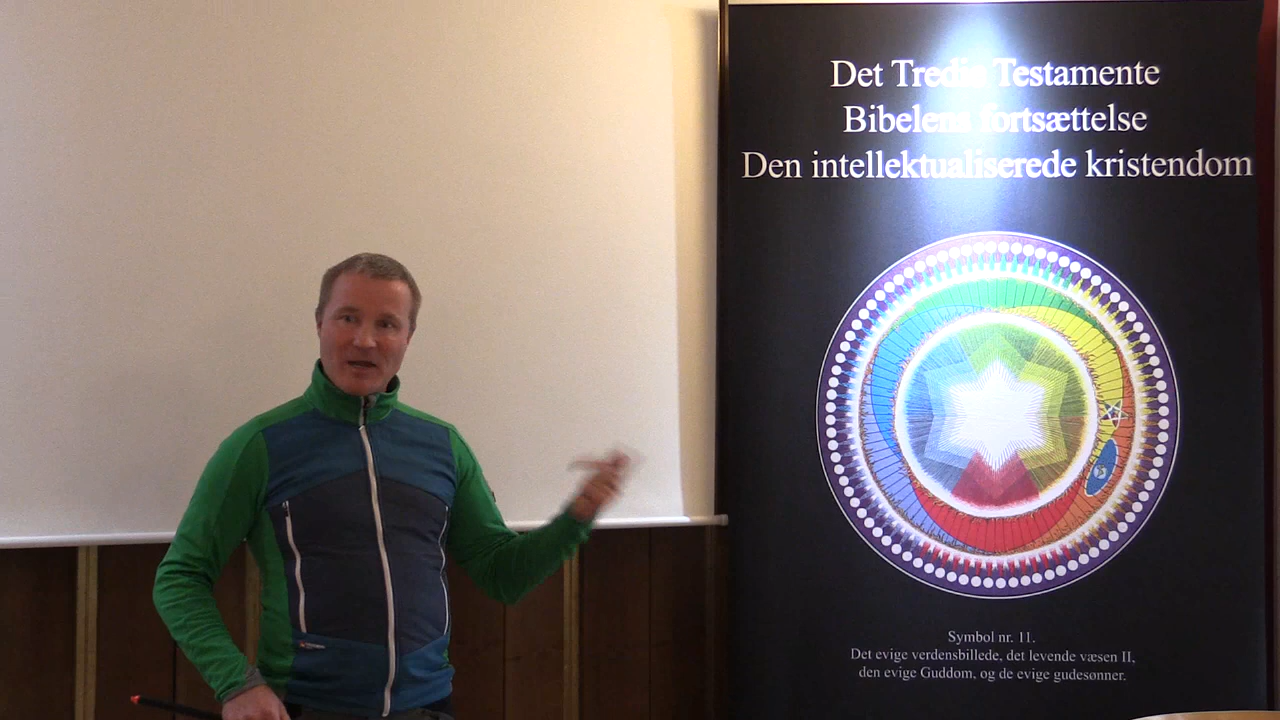 Det Tredie Testamente
Bibelens fortsættelse
Den intellektualiserede kristendom
Symbol nr. 11.
Det evige verdensbillede, det levende væsen II,
den evige Guddom, og de evige gudesønner.